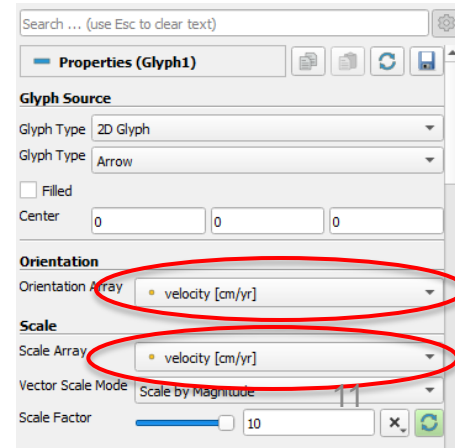 Search ... (use Esc to clear text)
Properties (Glyph1)
Glyph Source
Glyph Type 2D Glyph
Glyph Type Arrow
Filled
Center 0 0 0
Orientation
Orientation Array velocity [cm/yr]
Scale
Scale Array velocity [cm/yr]
Vector Scale Mode Scale by Magnitude
11
Scale Factor 10